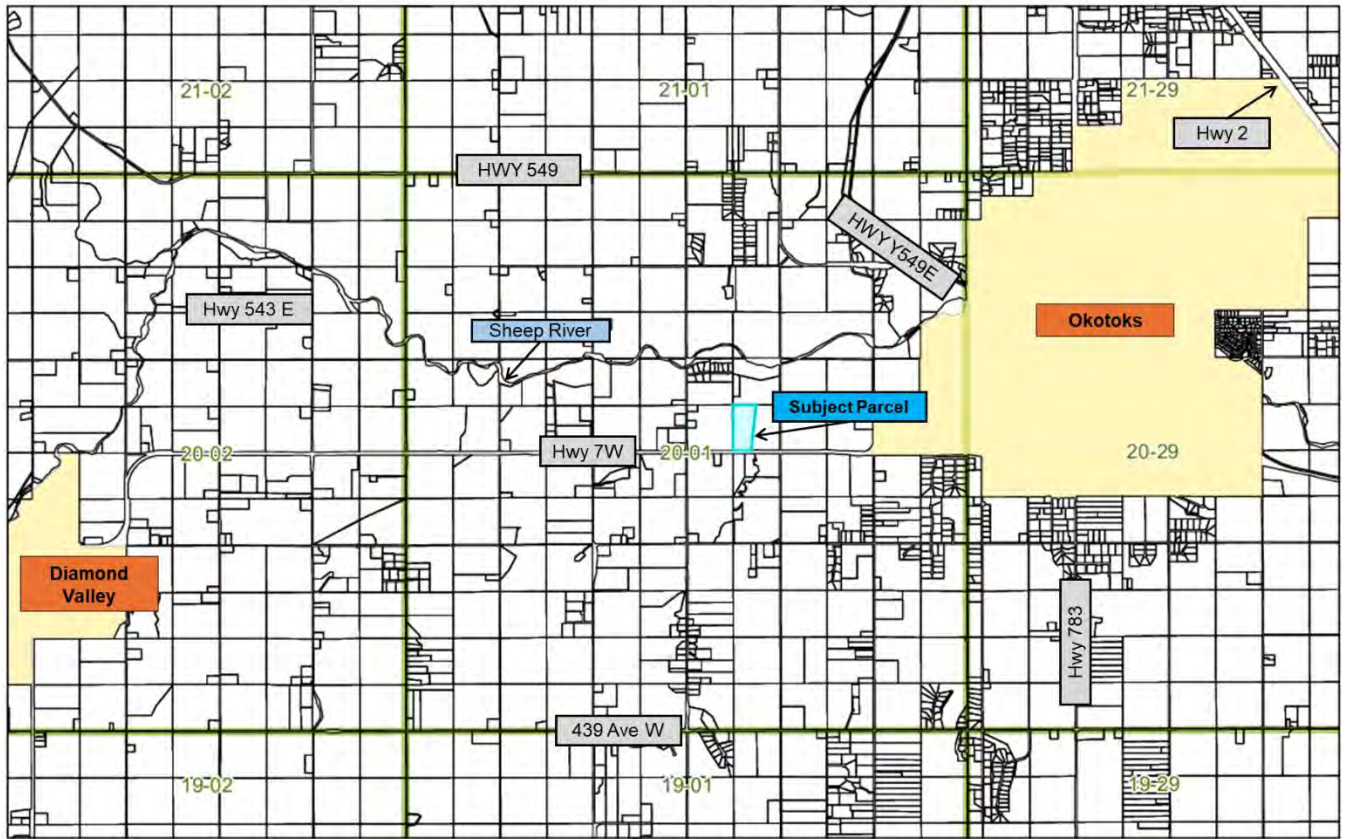 21-02
21-01
21-29
Hwy 2
HWY 549
HWY Y549E
Hwy 543 E
Sheep River
Okotoks
Subject Parcel
Hwy 7W
20-02
20-01
20-29
Diamond
Valley
Hwy 783
439 Ave W
19-02
19-01
19-29